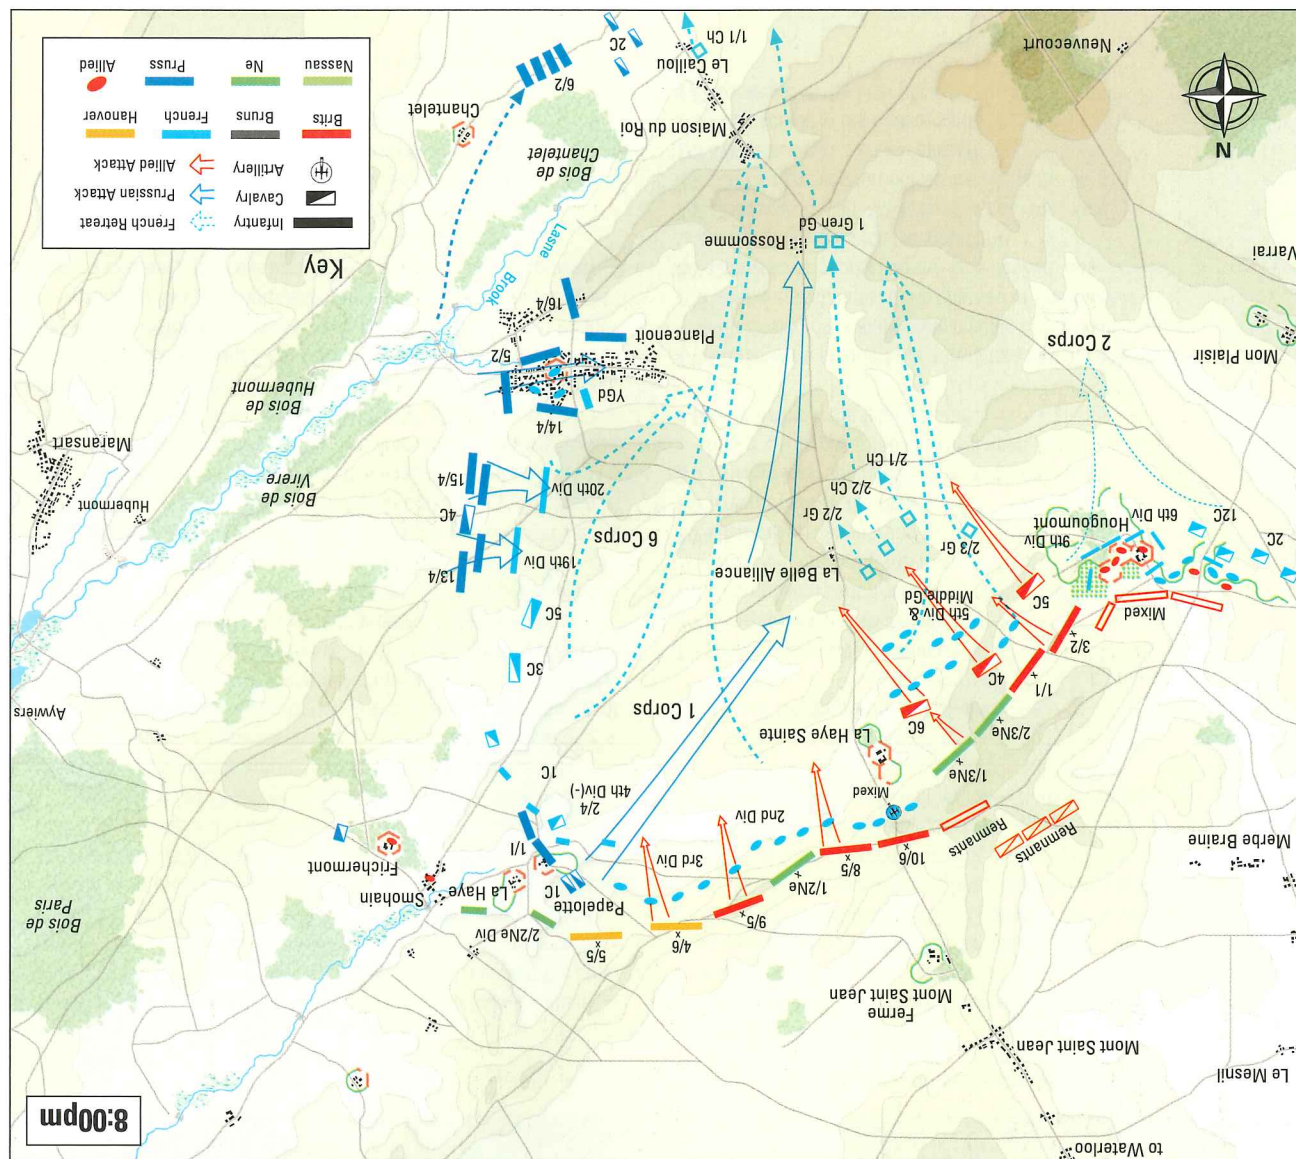 8:00pm
to Waterloo
Le Mesnil
Mont Saint Jean
Mont Saint Jean
Ferme
Merbe Braine
Bois de
Paris
Smohain
Frichermont
La Haye
Papelotte
2/2Ne Div
5/5
x
4/6
x
9/5
x
1/2Ne
x
8/5
x
10/6
x
Remnants
Remnants
1C
1/1
3rd Div
2nd Div
2/4
4th Div(-)
1C
Mixed
La Haye Sainte
1/3Ne
x
2/3Ne
x
1/1
x
3/2
x
Mixed
6C
4C
5C
1 Corps
Aywiers
3C
5C
5th Div &
Middle Gd
La Belle Alliance
Hougoumont
9th Div
6th Div
12C
2C
2/3 Gr
2/2 Gr
2/2 Ch
2/1 Ch
13/4
19th Div
6 Corps
4C
15/4
20th Div
Hubermont
Maransart
Bois de
Virere
Bois de
Hubermont
14/4
YGd
5/2
Plancenoit
16/4
2 Corps
Mon Plaisir
Varrai
Lasne
Brook
Rossomme
1 Gren Gd
N
Bois de
Chantelet
Chantelet
Maison du Roi
Le Caillou
1/1 Ch
Neuvecourt
6/2
2C
Key
Infantry
French Retreat
Cavalry
Prussian Attack
Artillery
Allied Attack
Brits
Bruns
French
Hanover
Nassau
Ne
Pruss
Allied